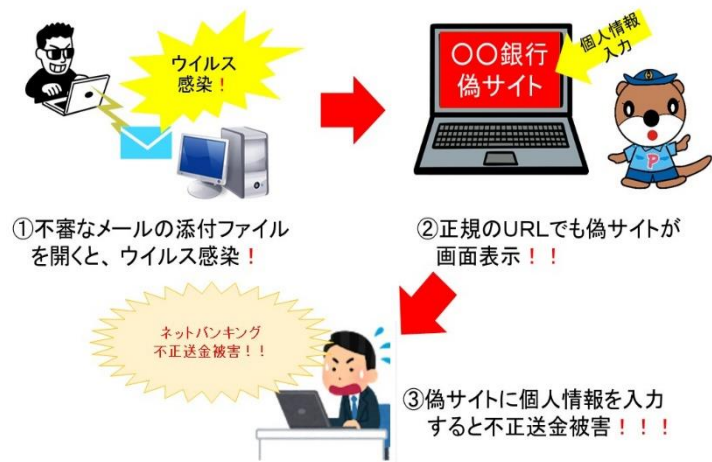 ウイルス
感染！
〇〇銀行
偽サイト
個人情報
入力
P
①不審なメールの添付ファイル
を開くと、ウイルス感染！
②正規のURLでも偽サイトが
画面表示！！
ネットバンキング
不正送金被害！！
③偽サイトに個人情報を入力
すると不正送金被害！！！